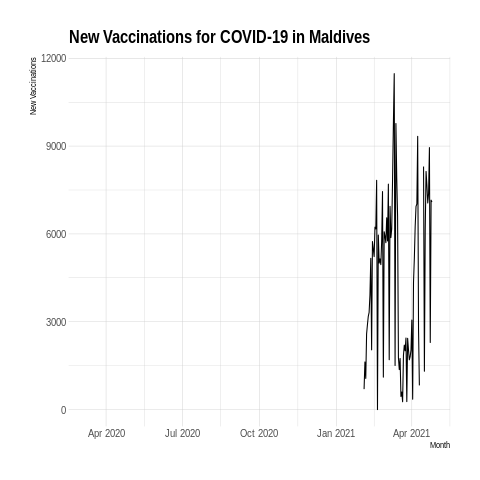 New Vaccinations for COVID-19 in Maldives
New Vaccinations
12000
9000
6000
3000
0
Apr 2020 Jul 2020 Oct 2020 Jan 2021 Apr 2021
Month